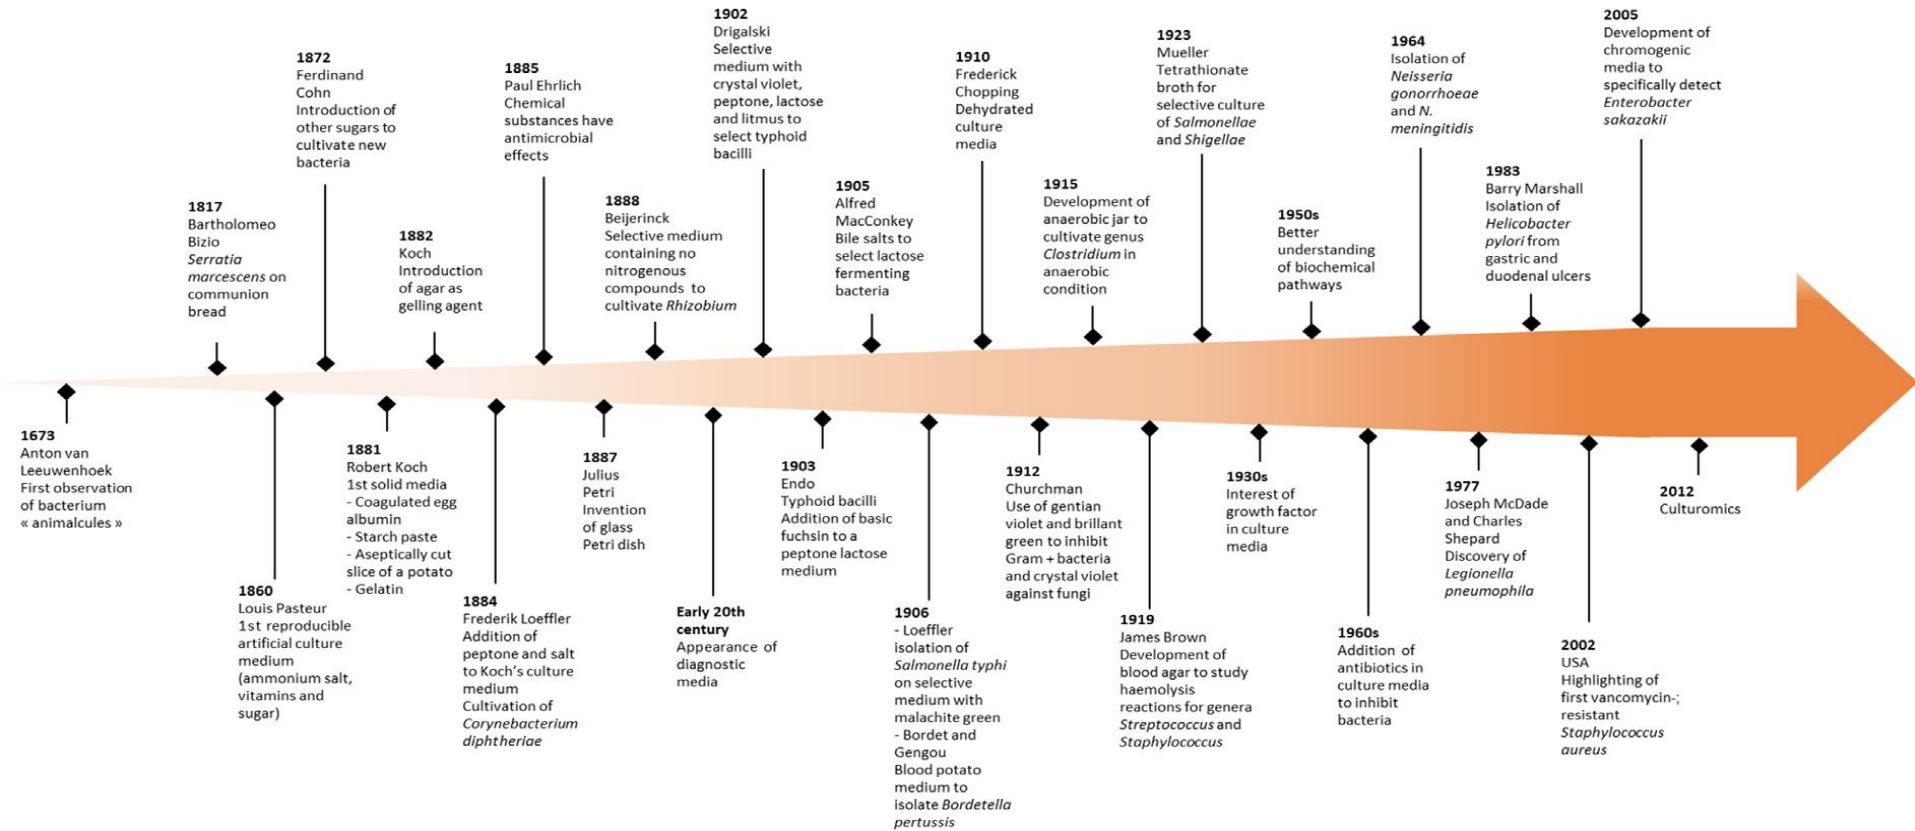 1673
Anton van
Leeuwenhoek
First observation
of bacterium
« animalcules »
1817
Bartholomeo
Bizio
Serratia
marcescens on
communion
bread
1860
Louis Pasteur
1st reproducible
artificial culture
medium
(ammonium salt,
vitamins and
sugar)
1872
Ferdinand
Cohn
Introduction of
other sugars to
cultivate new
bacteria
1881
Robert Koch
1st solid media
- Coagulated egg
albumin
- Starch paste
- Aseptically cut
slice of a potato
- Gelatin
1882
Koch
Introduction
of agar as
gelling agent
1884
Frederik Loeffler
Addition of
peptone and salt
to Koch's culture
medium
Cultivation of
Corynebacterium
diphtheriae
1885
Paul Ehrlich
Chemical
substances have
antimicrobial
effects
1887
Julius
Petri
Invention
of glass
Petri dish
1888
Beijerinck
Selective medium
containing no
nitrogenous
compounds to
cultivate Rhizobium
Early 20th
century
Appearance of
diagnostic
media
1902
Drigalski
Selective
medium with
crystal violet,
peptone, lactose
and litmus to
select typhoid
bacilli
1903
Endo
Typhoid bacilli
Addition of basic
fuchsin to a
peptone lactose
medium
1905
Alfred
MacConkey
Bile salts to
select lactose
fermenting
bacteria
1906
- Loeffler
isolation of
Salmonella typhi
on selective
medium with
malachite green
- Bordet and
Gengou
Blood potato
medium to
isolate Bordetella
pertussis
1910
Frederick
Chopping
Dehydrated
culture
media
1912
Churchman
Use of gentian
violet and brillant
green to inhibit
Gram + bacteria
and crystal violet
against fungi
1915
Development of
anaerobic jar to
cultivate genus
Clostridium in
anaerobic
condition
1919
James Brown
Development of
blood agar to study
haemolysis
reactions for genera
Streptococcus and
Staphylococcus
1923
Mueller
Tetrathionate
broth for
selective culture
of Salmonellae
and Shigellae
1930s
Interest of
growth factor
in culture
media
1950s
Better
understanding
of biochemical
pathways
1960s
Addition of
antibiotics in
culture media
to inhibit
bacteria
1964
Isolation of
Neisseria
gonorrhoeae
and N.
meningitidis
1977
Joseph McDade
and Charles
Shepard
Discovery of
Legionella
pneumophila
1983
Barry Marshall
Isolation of
Helicobacter
pylori from
gastric and
duodenal ulcers
2002
USA
Highlighting of
first vancomycin-;
resistant
Staphylococcus
aureus
2005
Development of
chromogenic
media to
specifically detect
Enterobacter
sakazakii
2012
Culturomics